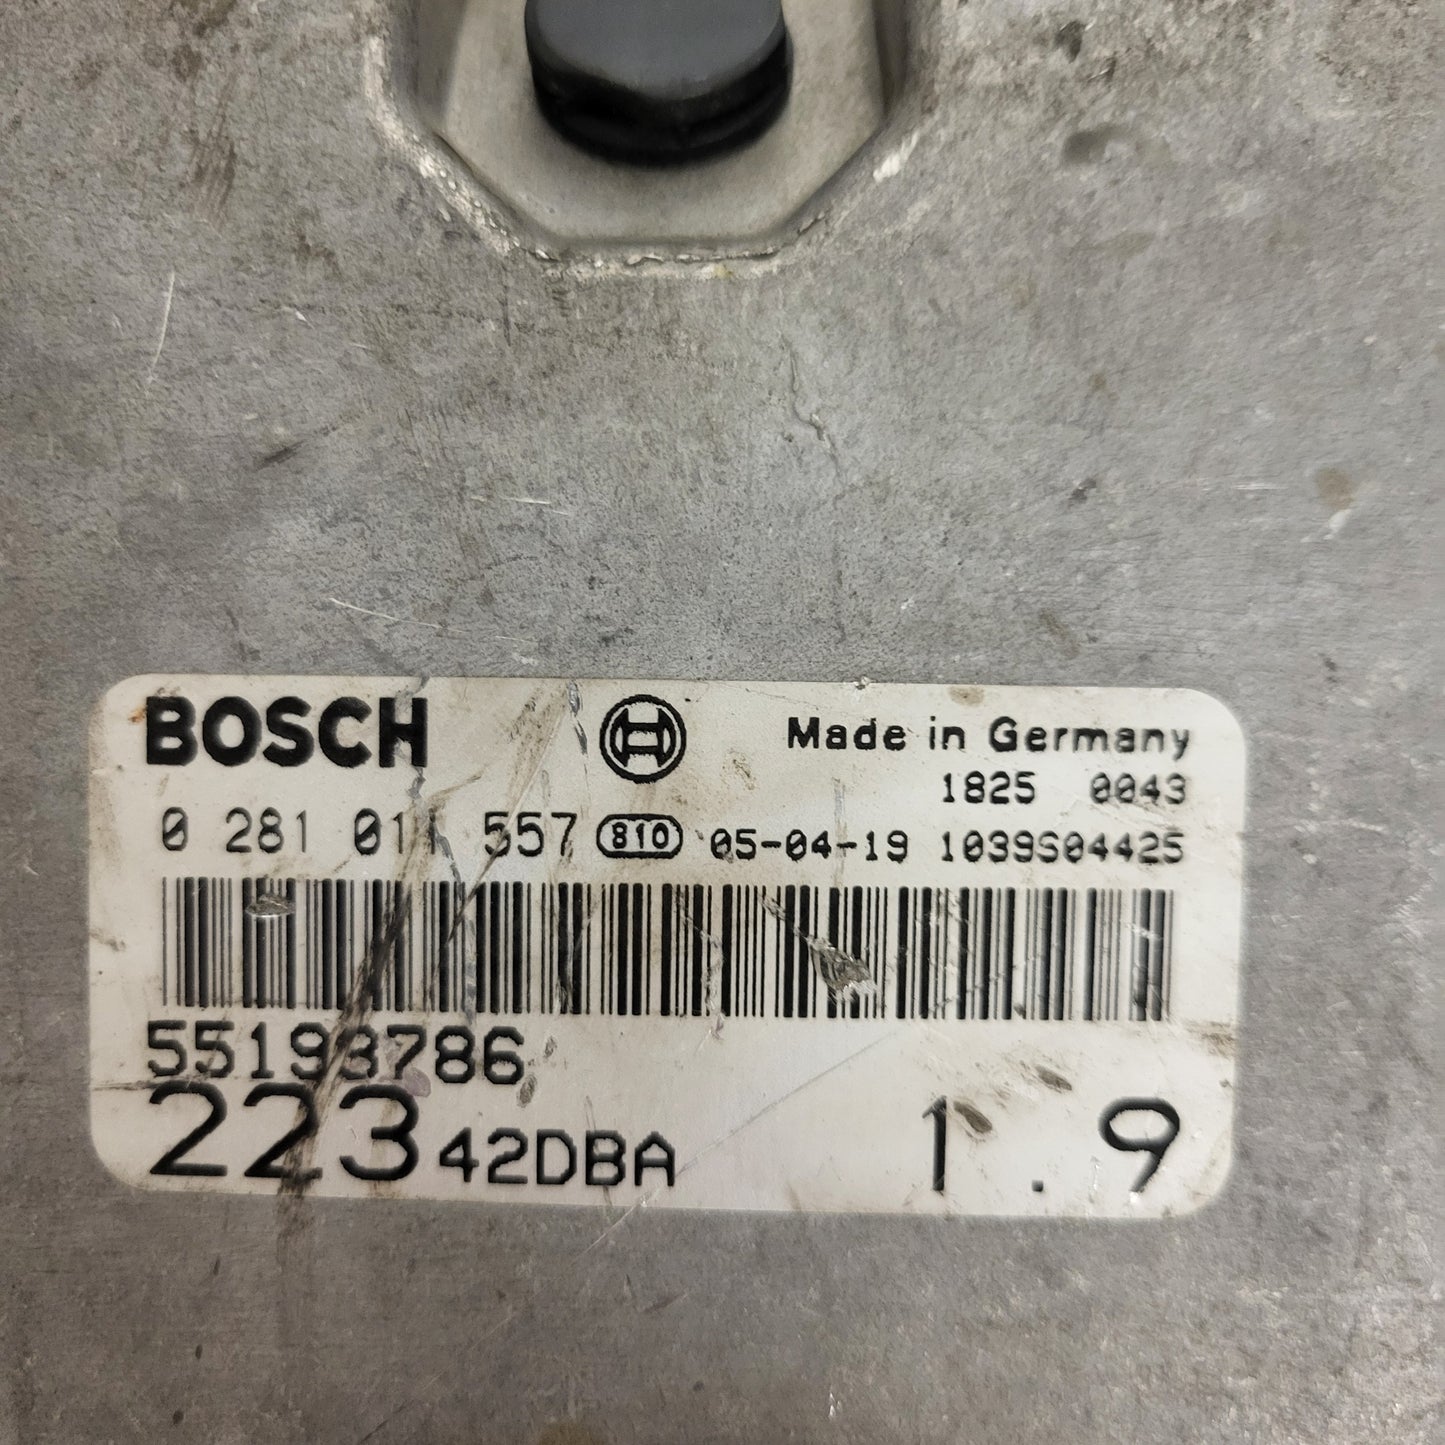 BOSCH Made in Germany
1825 0043
0 281 011 557 810 05-04-19 1039S04425
55193786
223 42DBA 1.9